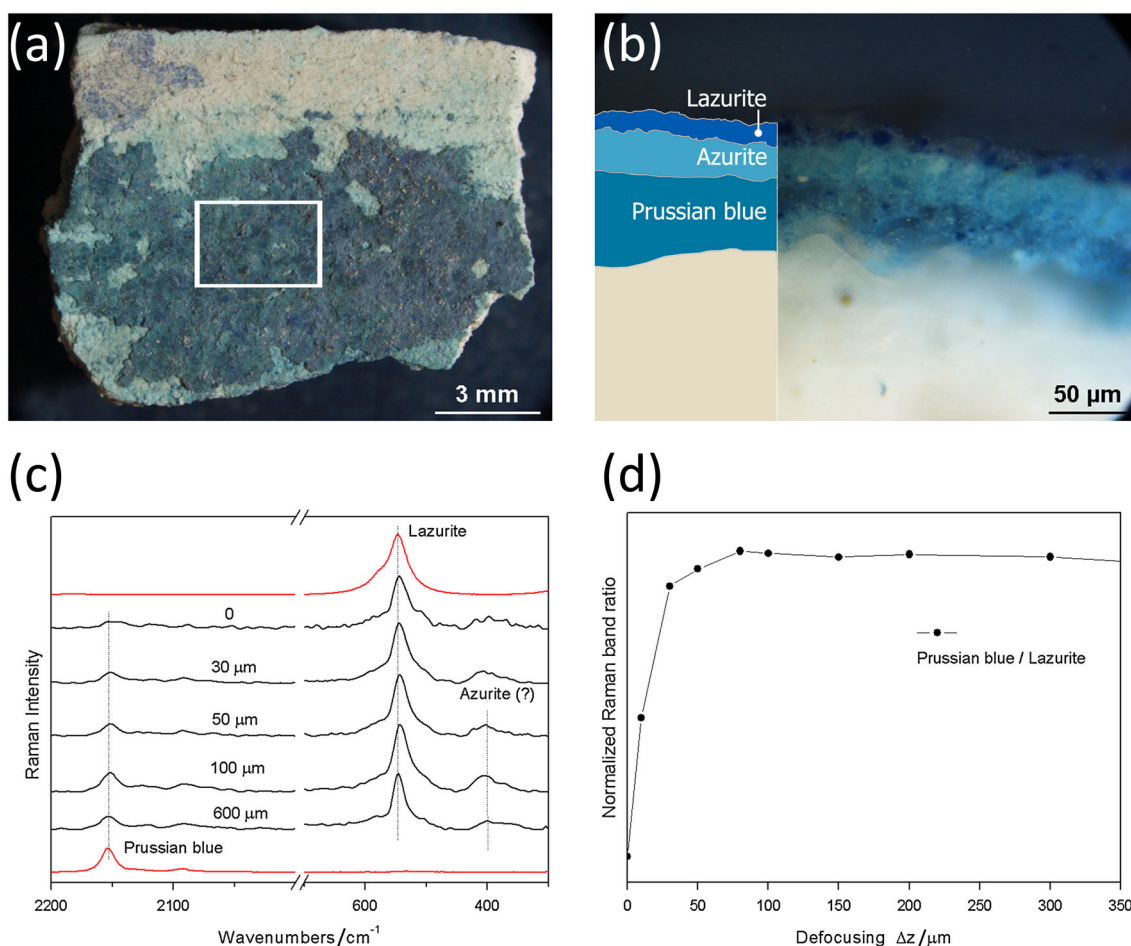 (a)
3 mm
(b)
Lazurite
Azurite
Prussian blue
50 µm
(c)
Raman Intensity
Lazurite
0
30 µm
Azurite (?)
50 µm
100 µm
600 µm
Prussian blue
2200
2100
600
400
Wavenumbers/cm⁻¹
(d)
Normalized Raman band ratio
Prussian blue / Lazurite
0
50
100
150
200
250
300
350
Defocusing Δz/µm